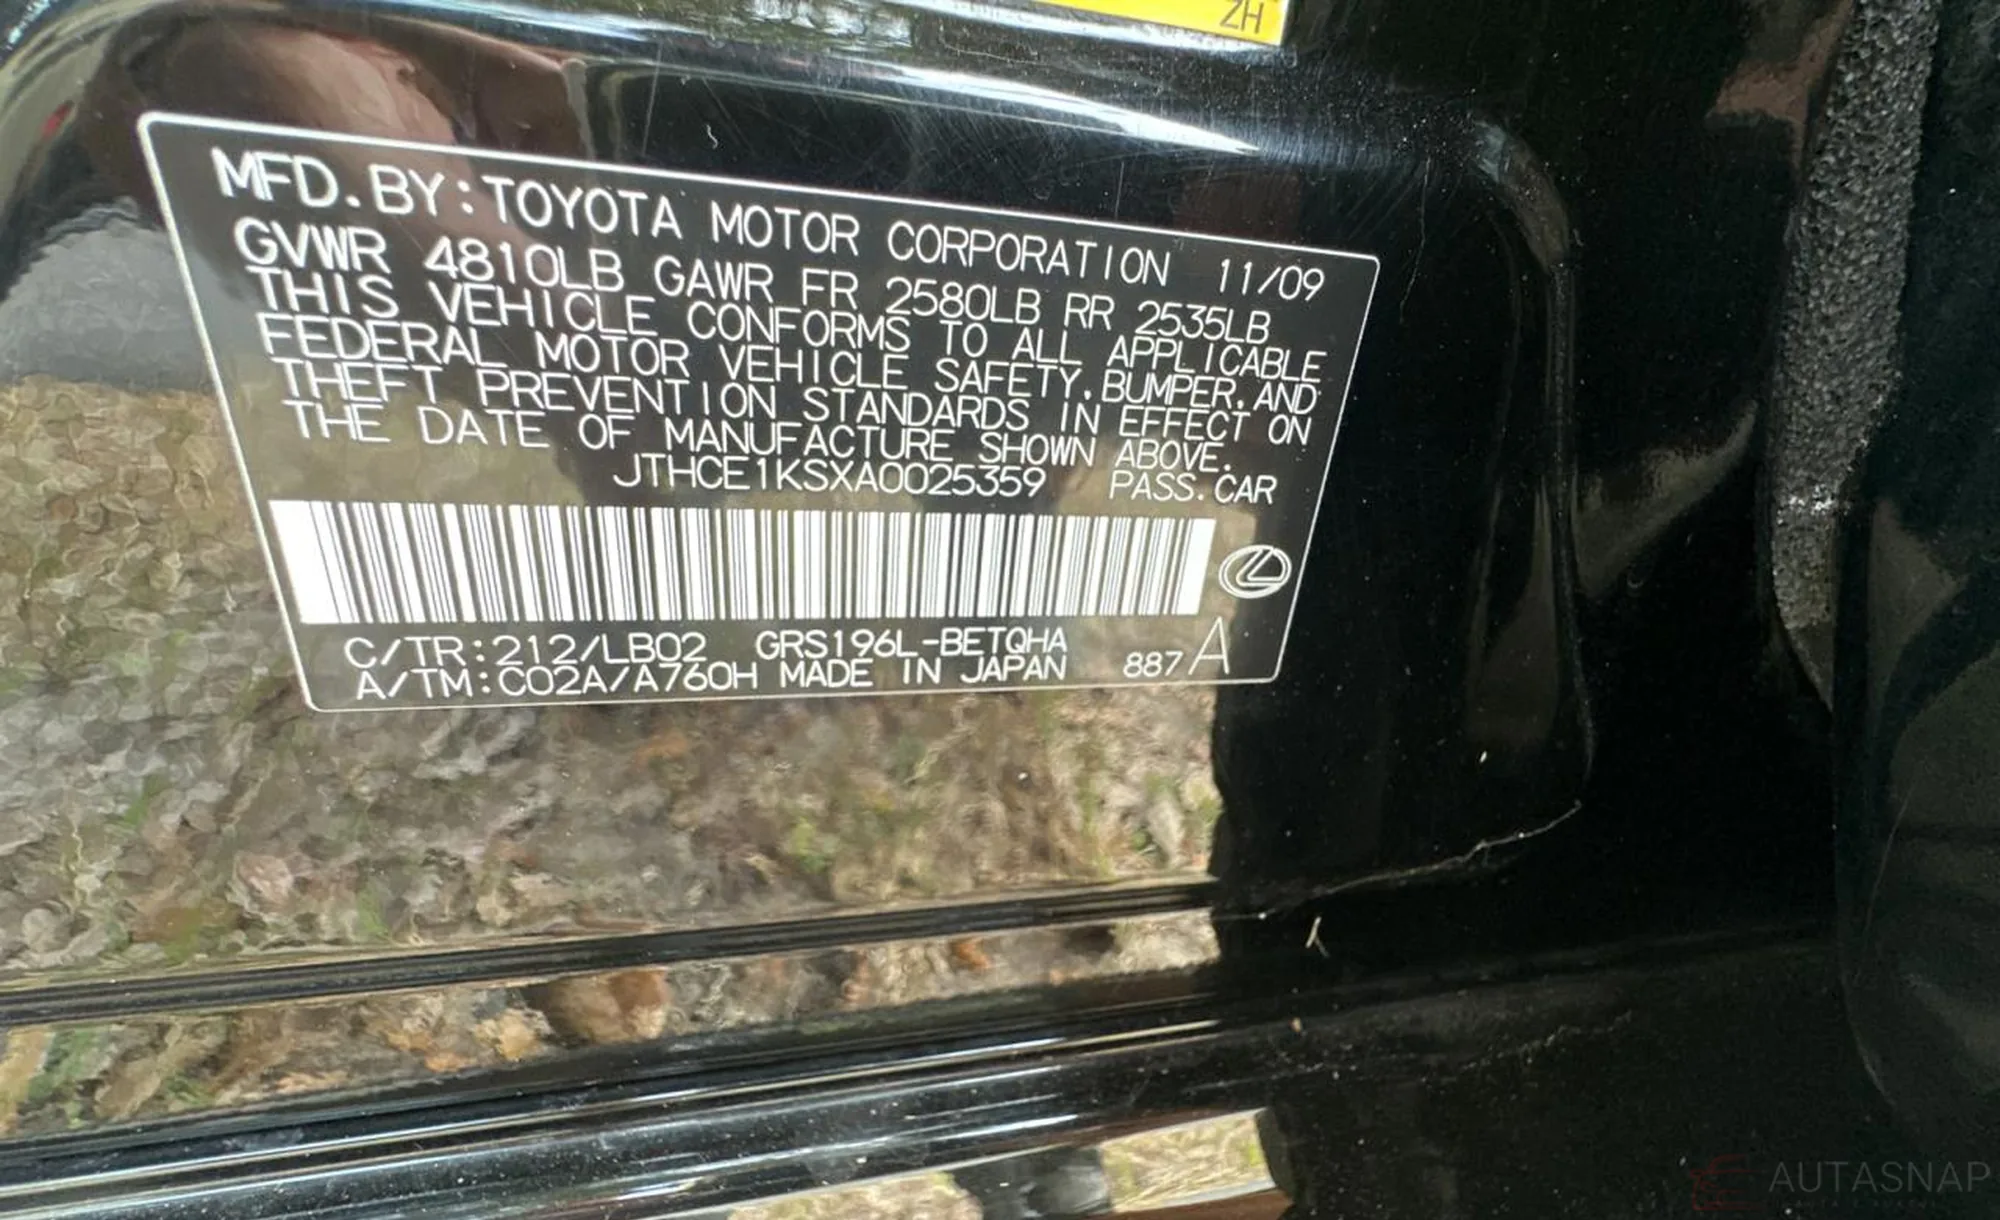 ZH
MFD. BY: TOYOTA MOTOR CORPORATION 11/09
GVWR 4810LB GAWR FR 2580LB RR 2535LB
THIS VEHICLE CONFORMS TO ALL APPLICABLE
FEDERAL MOTOR VEHICLE SAFETY, BUMPER, AND
THEFT PREVENTION STANDARDS IN EFFECT ON
THE DATE OF MANUFACTURE SHOWN ABOVE.
JTHCE1KSXA0025359 PASS. CAR
C/TR:212/LB02 GRS196L-BETQHA
A/TM:C02A/A760H MADE IN JAPAN 887 A
AUTASNAP